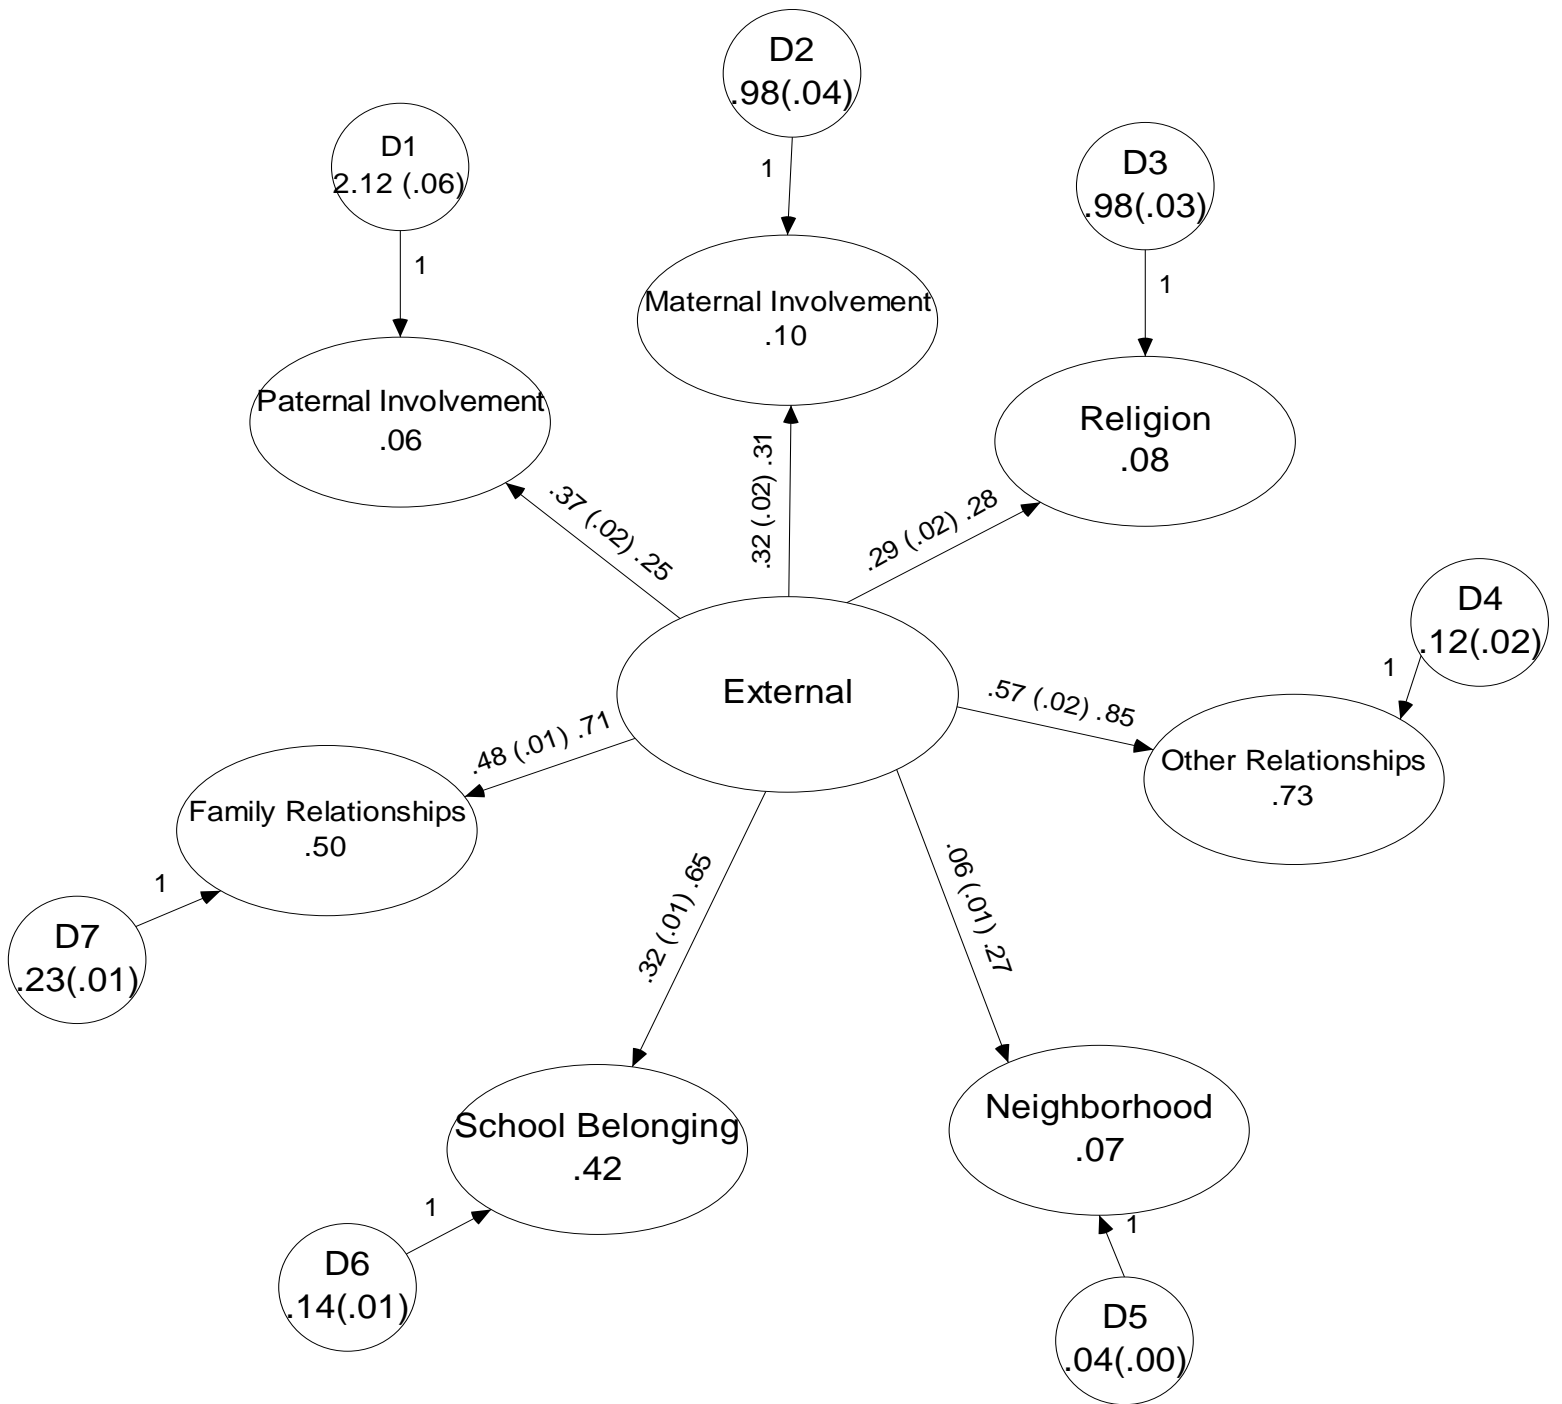 D2
.98(.04)
D1
2.12 (.06)
D3
.98(.03)
1
1
1
Maternal Involvement
.10
Paternal Involvement
.06
Religion
.08
.37 (.02) .25
.32 (.02) .31
.29 (.02) .28
D4
.12(.02)
1
External
.57 (.02) .85
.48 (.01) .71
Other Relationships
.73
Family Relationships
.50
1
D7
.23(.01)
.32 (.01) .65
.06 (.01) .27
School Belonging
.42
Neighborhood
.07
1
1
D6
.14(.01)
D5
.04(.00)